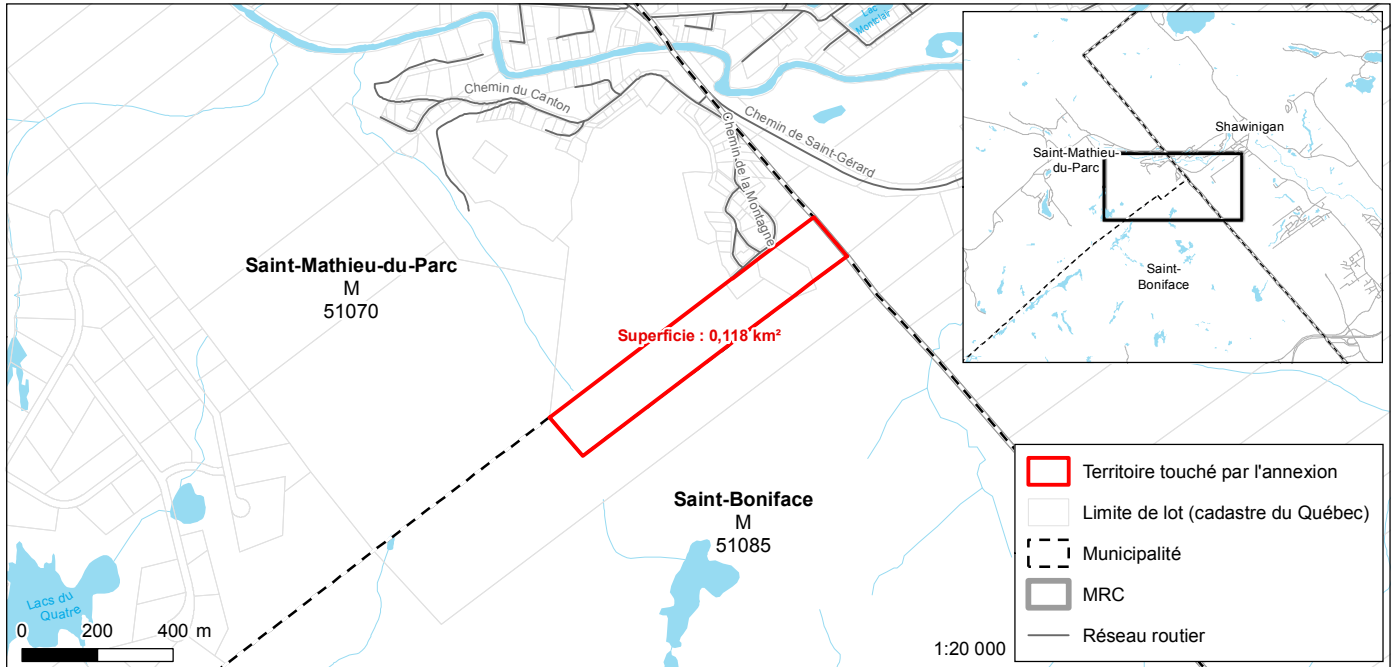 Lac
Montclair
Chemin du Canton
Chemin de la Montagne
Chemin de Saint-Gérard
Saint-Mathieu-du-Parc
M
51070
Superficie : 0,118 km²
Saint-Boniface
M
51085
Lacs du
Quatre
0 200 400 m
1:20 000
Shawinigan
Saint-Mathieu-
du-Parc
Saint-
Boniface
Territoire touché par l'annexion
Limite de lot (cadastre du Québec)
Municipalité
MRC
Réseau routier